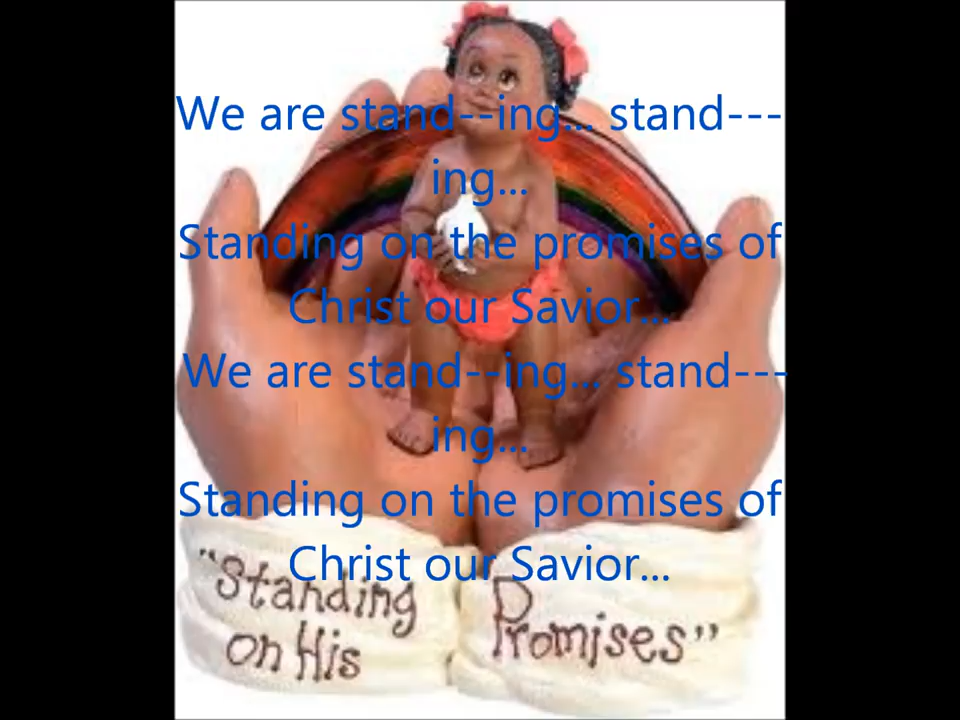 We are stand--ing... stand---
ing...
Standing on the promises of
Christ our Savior...
We are stand--ing... stand---
ing...
Standing on the promises of
Christ our Savior...
"Standing
on His
Promises"